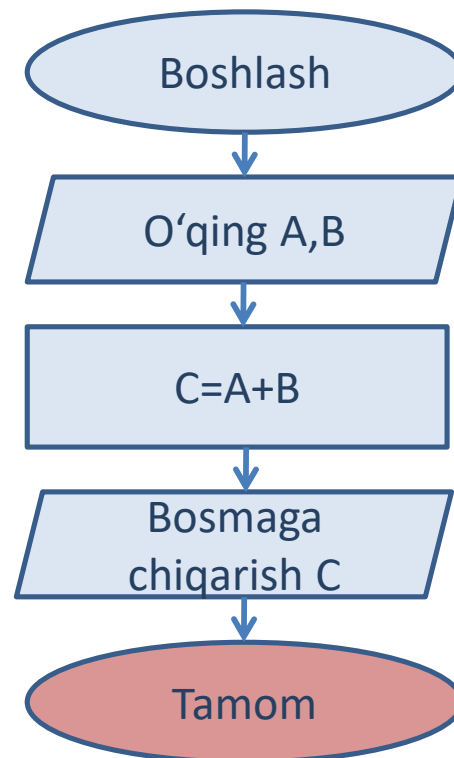 Boshlash
O‘qing A,B
C=A+B
Bosmaga
chiqarish C
Tamom